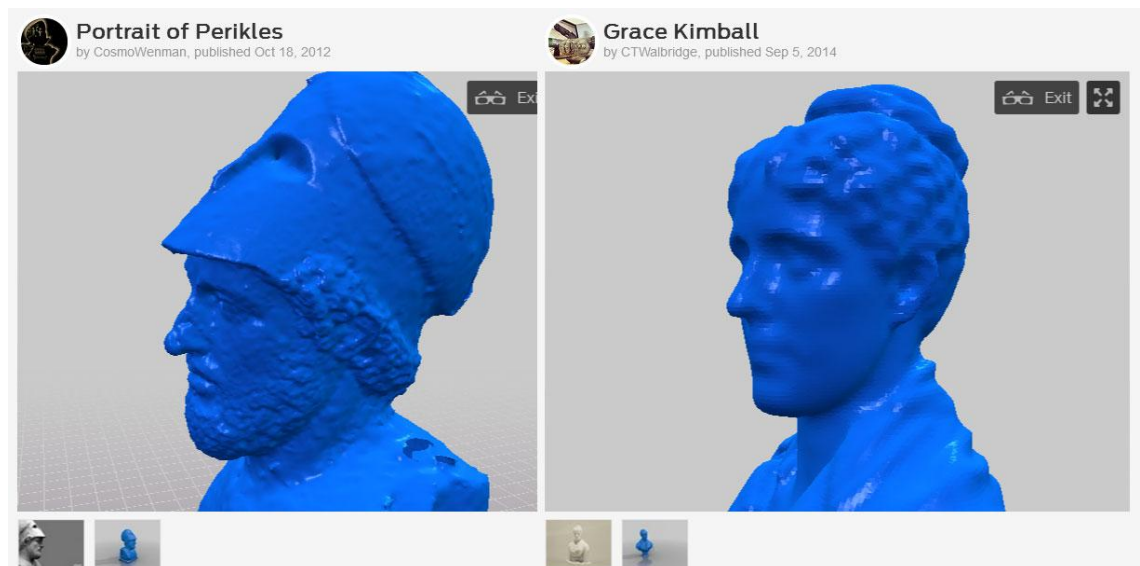 Portrait of Perikles
by CosmoWenman, published Oct 18, 2012
Exi
Grace Kimball
by CTWalbridge, published Sep 5, 2014
Exit